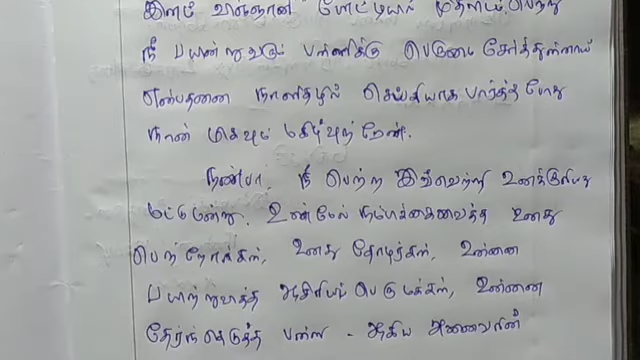 இளம் விஞ்ஞானி போட்டியில் முதலிடம் பெற்று
நீ பயின்றுவரும் பள்ளிக்கு பெருமை சேர்த்துள்ளாய்
என்பதனை நாளிதழில் செய்தியாக பார்த்த போது
நான் மிகவும் மகிழ்வுற்றேன்.
நண்பா, நீ பெற்ற இவ்வெற்றி உனக்குரியது
மட்டுமன்று. உன்மேல் நம்பிக்கைவைத்த உனது
பெற்றோர்கள், உனது தோழர்கள், உன்னை
பயிற்றுவித்த ஆசிரியப் பெருமக்கள், உன்னை
தேர்ந்தெடுத்த பள்ளி - ஆகிய அனைவரின்